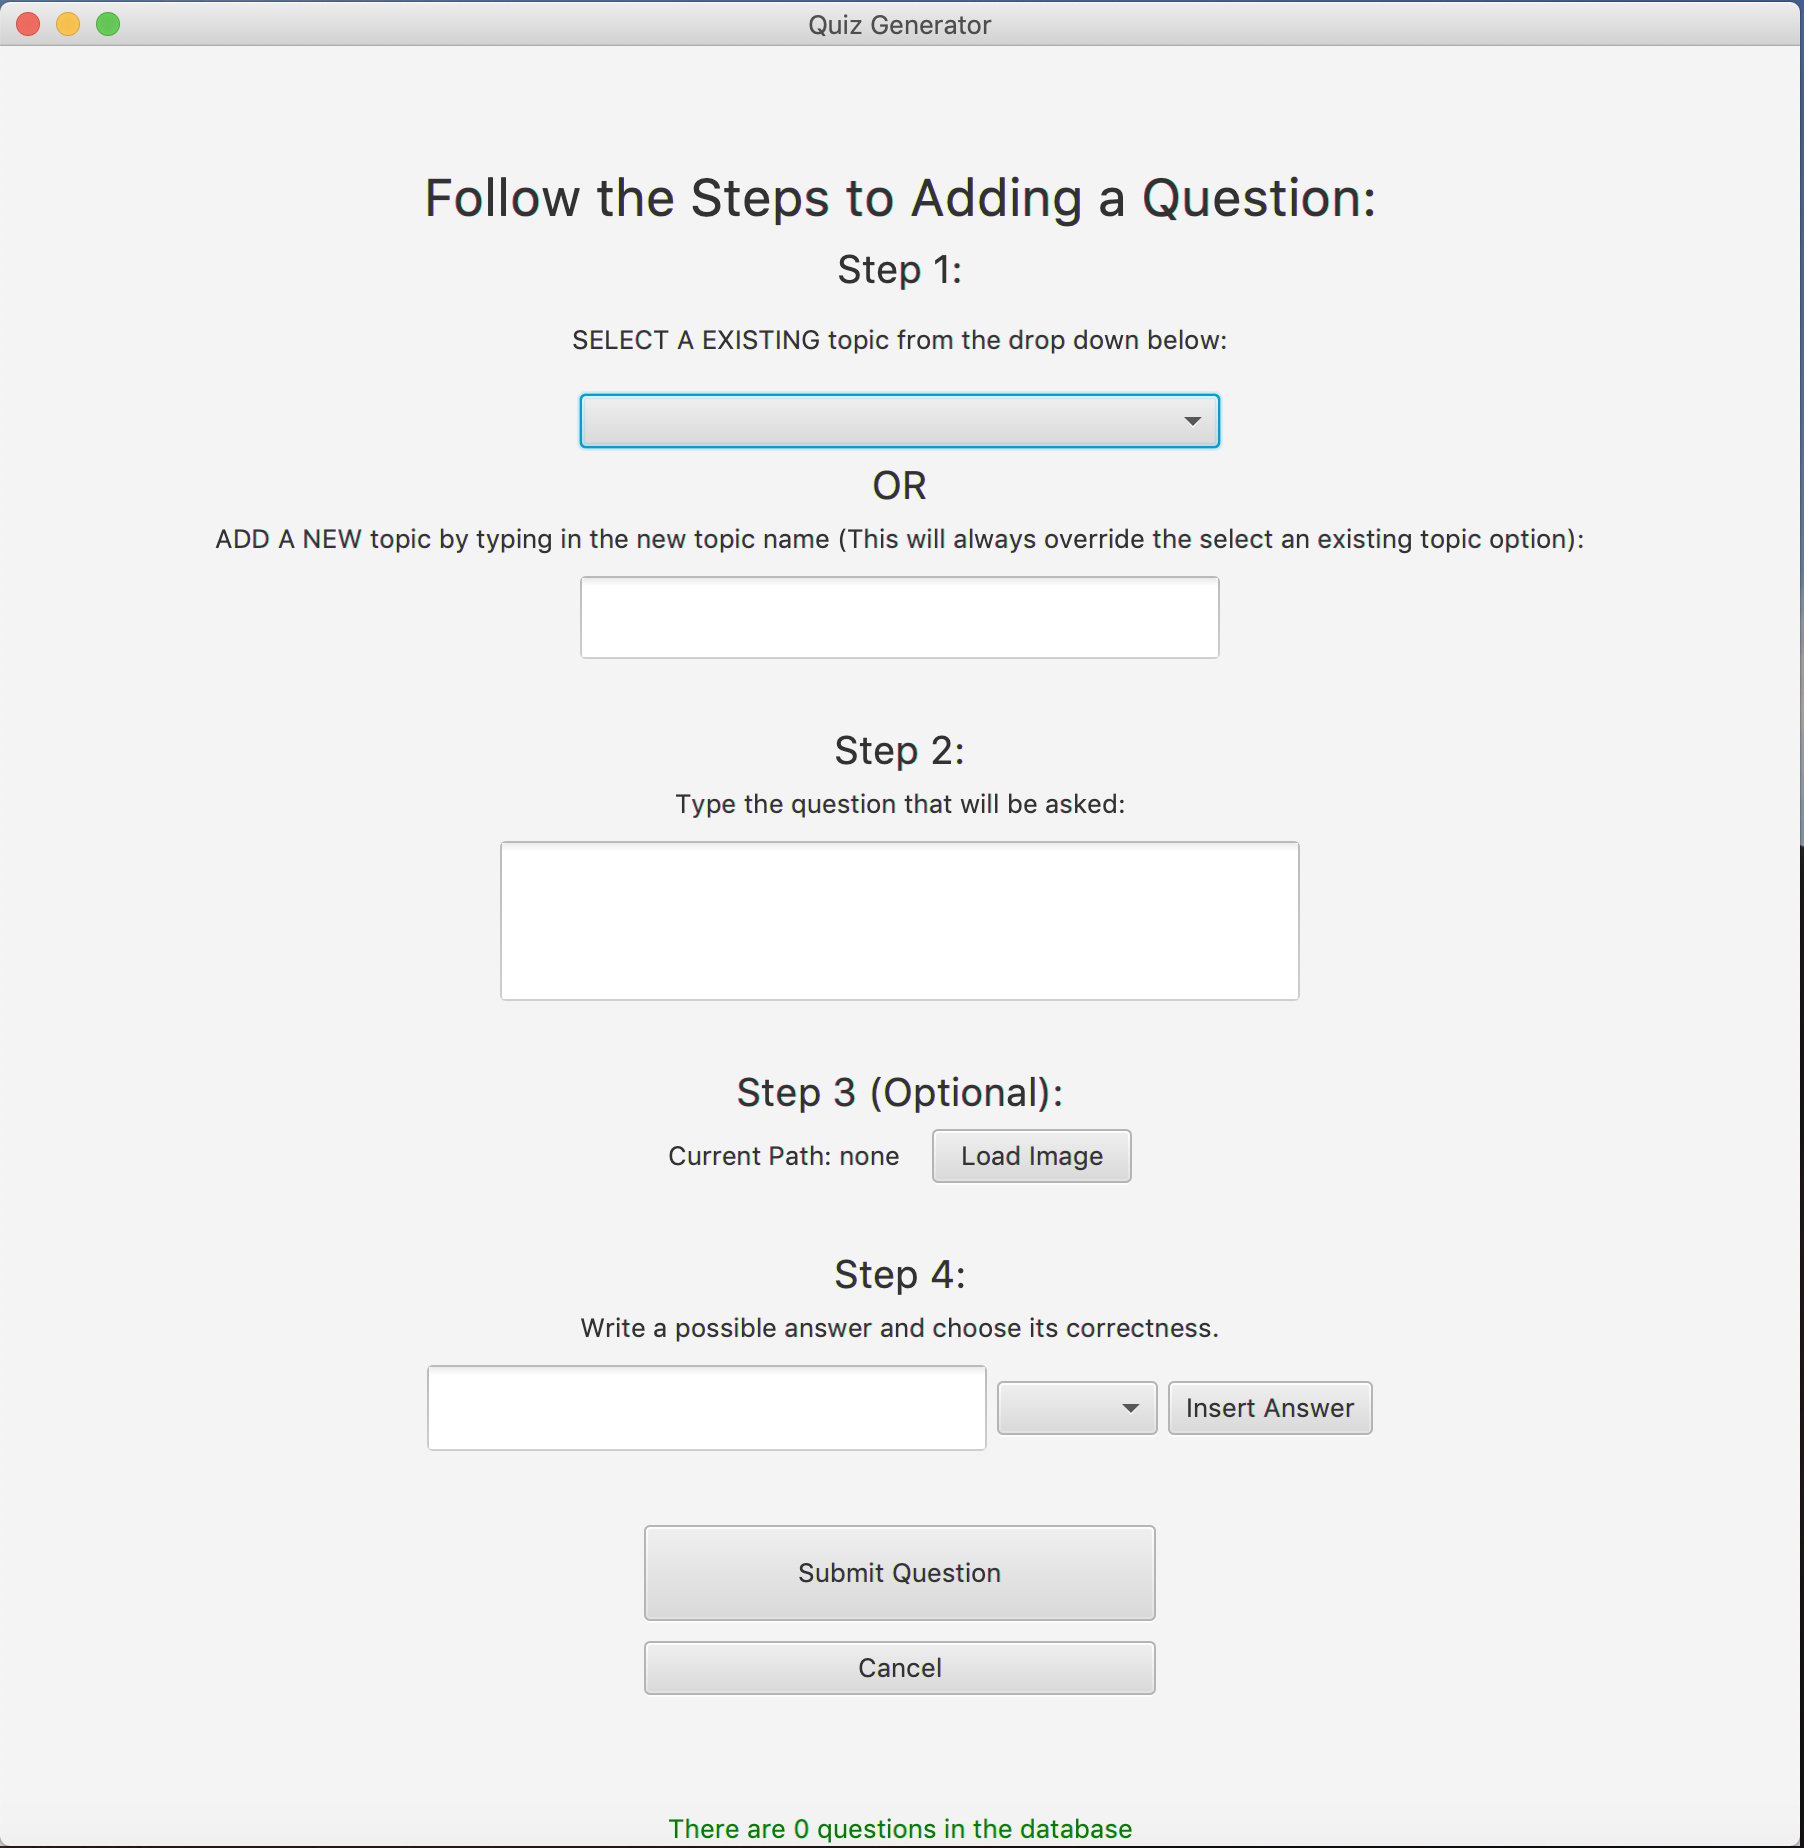 Quiz Generator
Follow the Steps to Adding a Question:
Step 1:
SELECT A EXISTING topic from the drop down below:
OR
ADD A NEW topic by typing in the new topic name (This will always override the select an existing topic option):
Step 2:
Type the question that will be asked:
Step 3 (Optional):
Current Path: none Load Image
Step 4:
Write a possible answer and choose its correctness.
Insert Answer
Submit Question
Cancel
There are 0 questions in the database